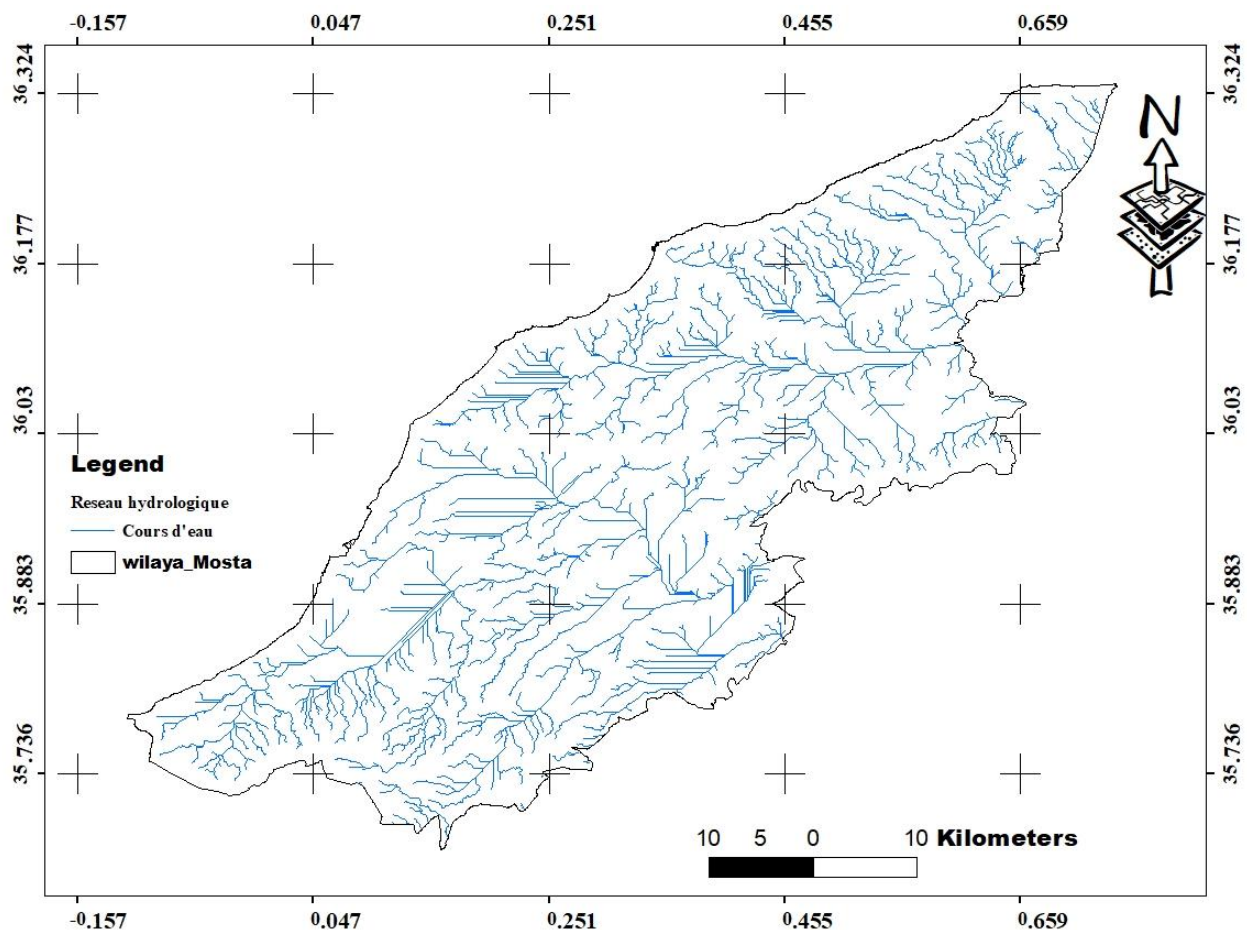 -0.157 0.047 0.251 0.455 0.659
36.324 36.324
N
36.177 36.177
36.03 36.03
Legend
Reseau hydrologique
Cours d'eau
wilaya_Mosta
35.883 35.883
35.736 35.736
10 5 0 10 Kilometers
-0.157 0.047 0.251 0.455 0.659